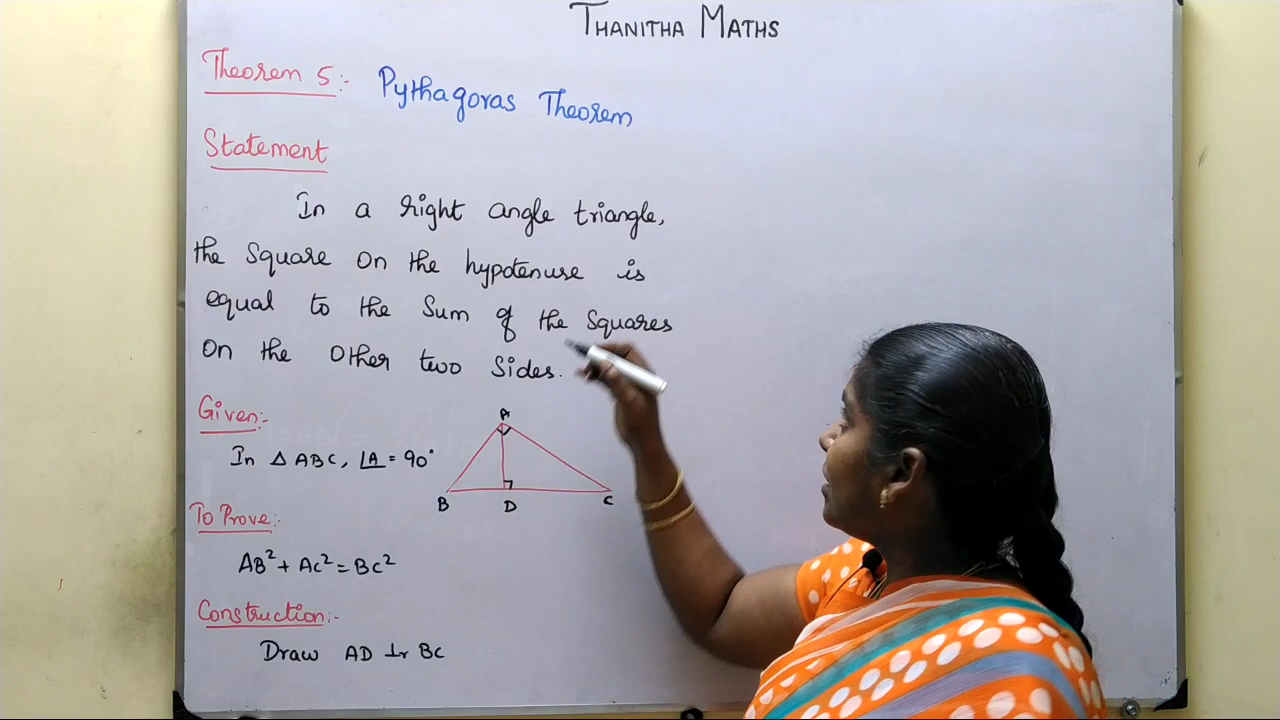 THANITHA MATHS
Theorem 5:- Pythagoras Theorem
Statement
In a right angle triangle,
the square on the hypotenuse is
equal to the sum of the squares
on the other two sides.
Given:-
In Δ ABC, ∠A = 90°
A
B D C
To Prove:-
AB² + AC² = BC²
Construction:-
Draw AD ⊥r BC